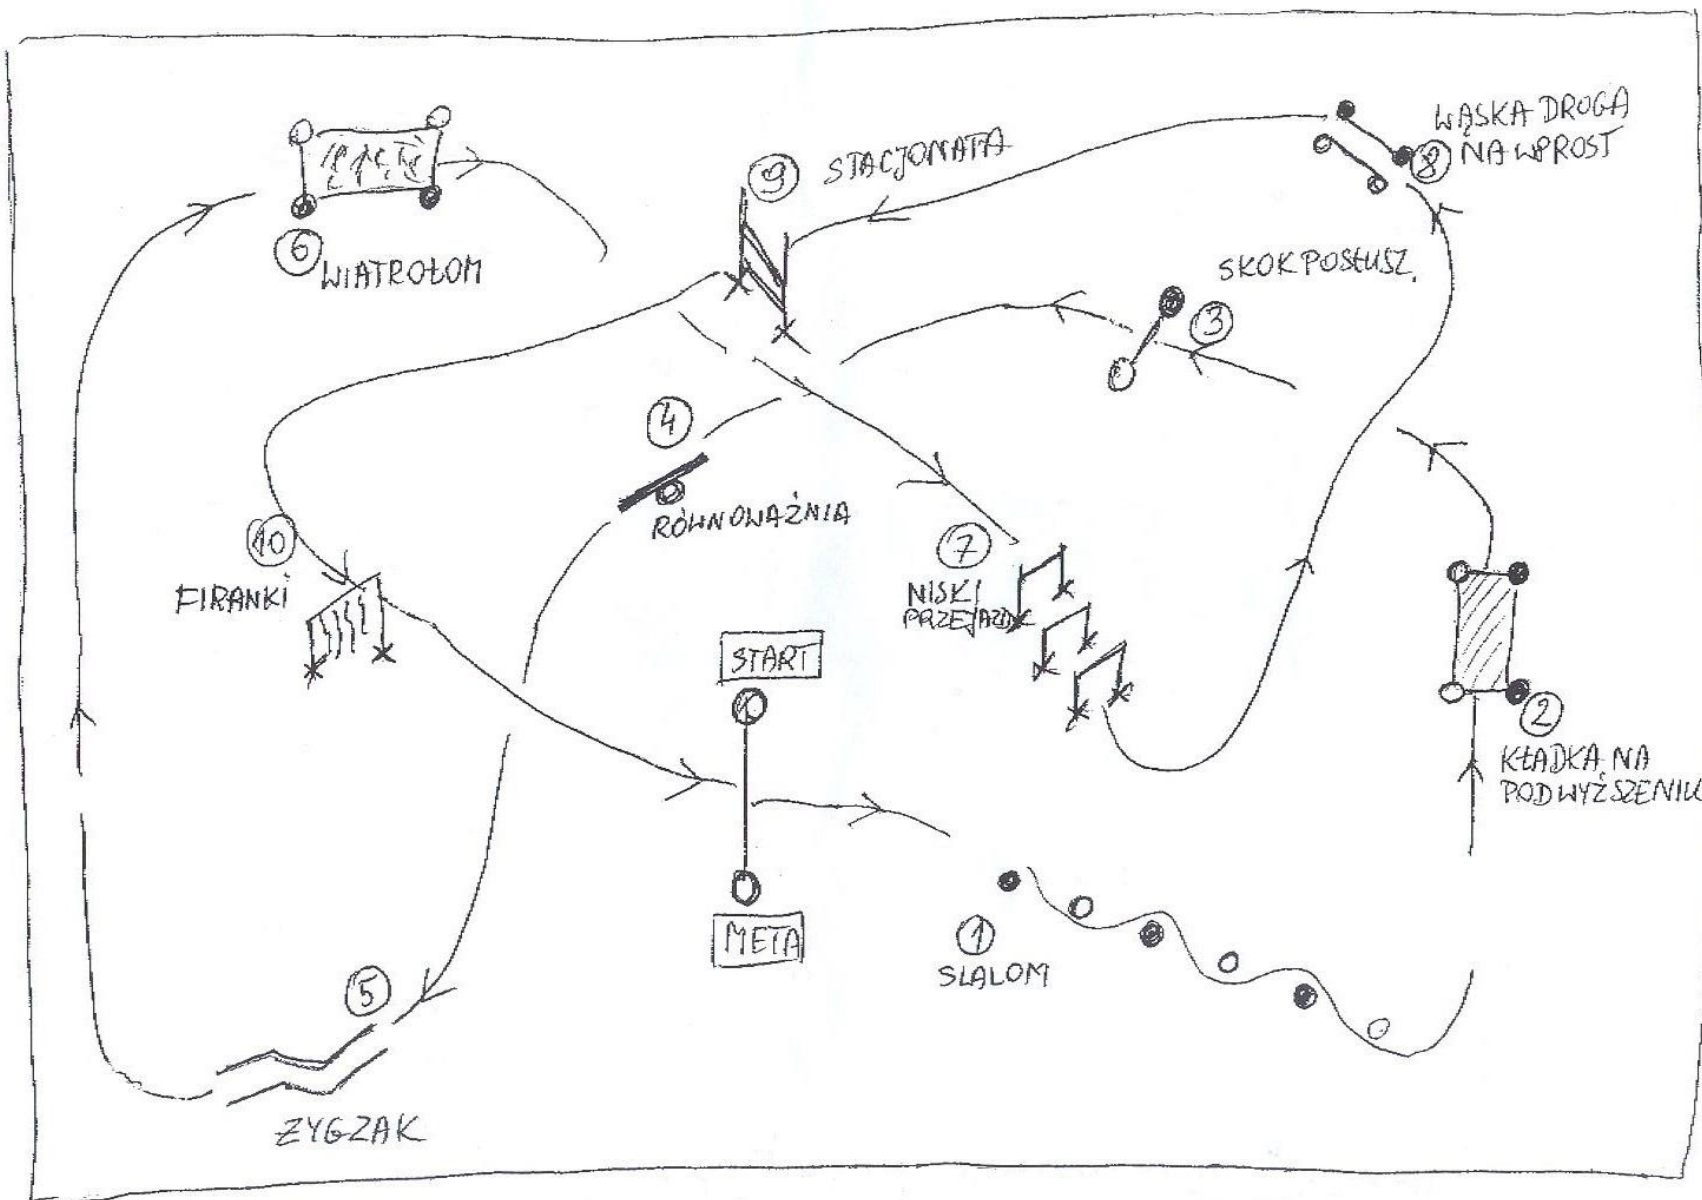 6
WIATROŁOM
9
STACJONATA
8
WĄSKA DROGA
NA WPROST
SKOK POSŁUSZ.
3
4
RÓWNOWAŻNIA
10
FIRANKI
7
NISKI
PRZEJAZD
START
META
2
KŁADKA NA
PODWYŻSZENIU
1
SLALOM
5
ZYGZAK